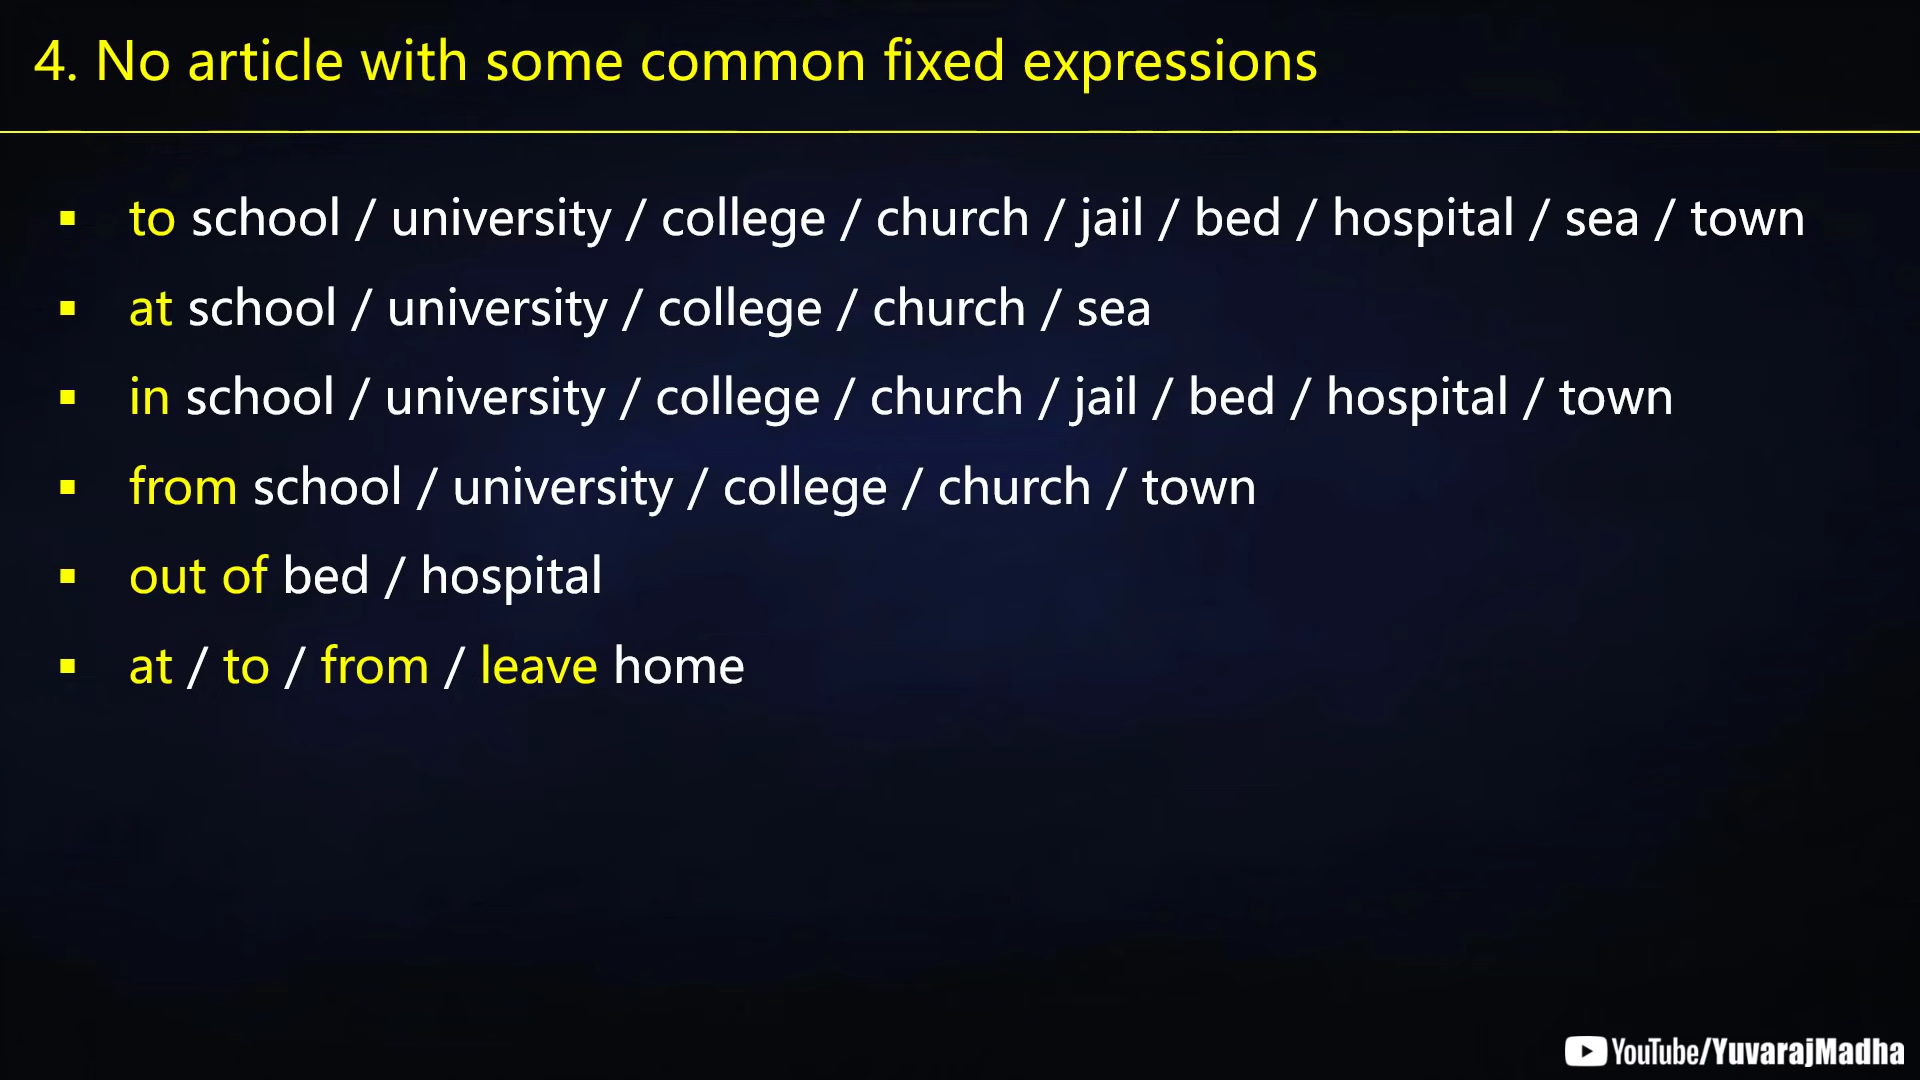 4. No article with some common fixed expressions
▪ to school / university / college / church / jail / bed / hospital / sea / town
▪ at school / university / college / church / sea
▪ in school / university / college / church / jail / bed / hospital / town
▪ from school / university / college / church / town
▪ out of bed / hospital
▪ at / to / from / leave home
YouTube/YuvarajMadha